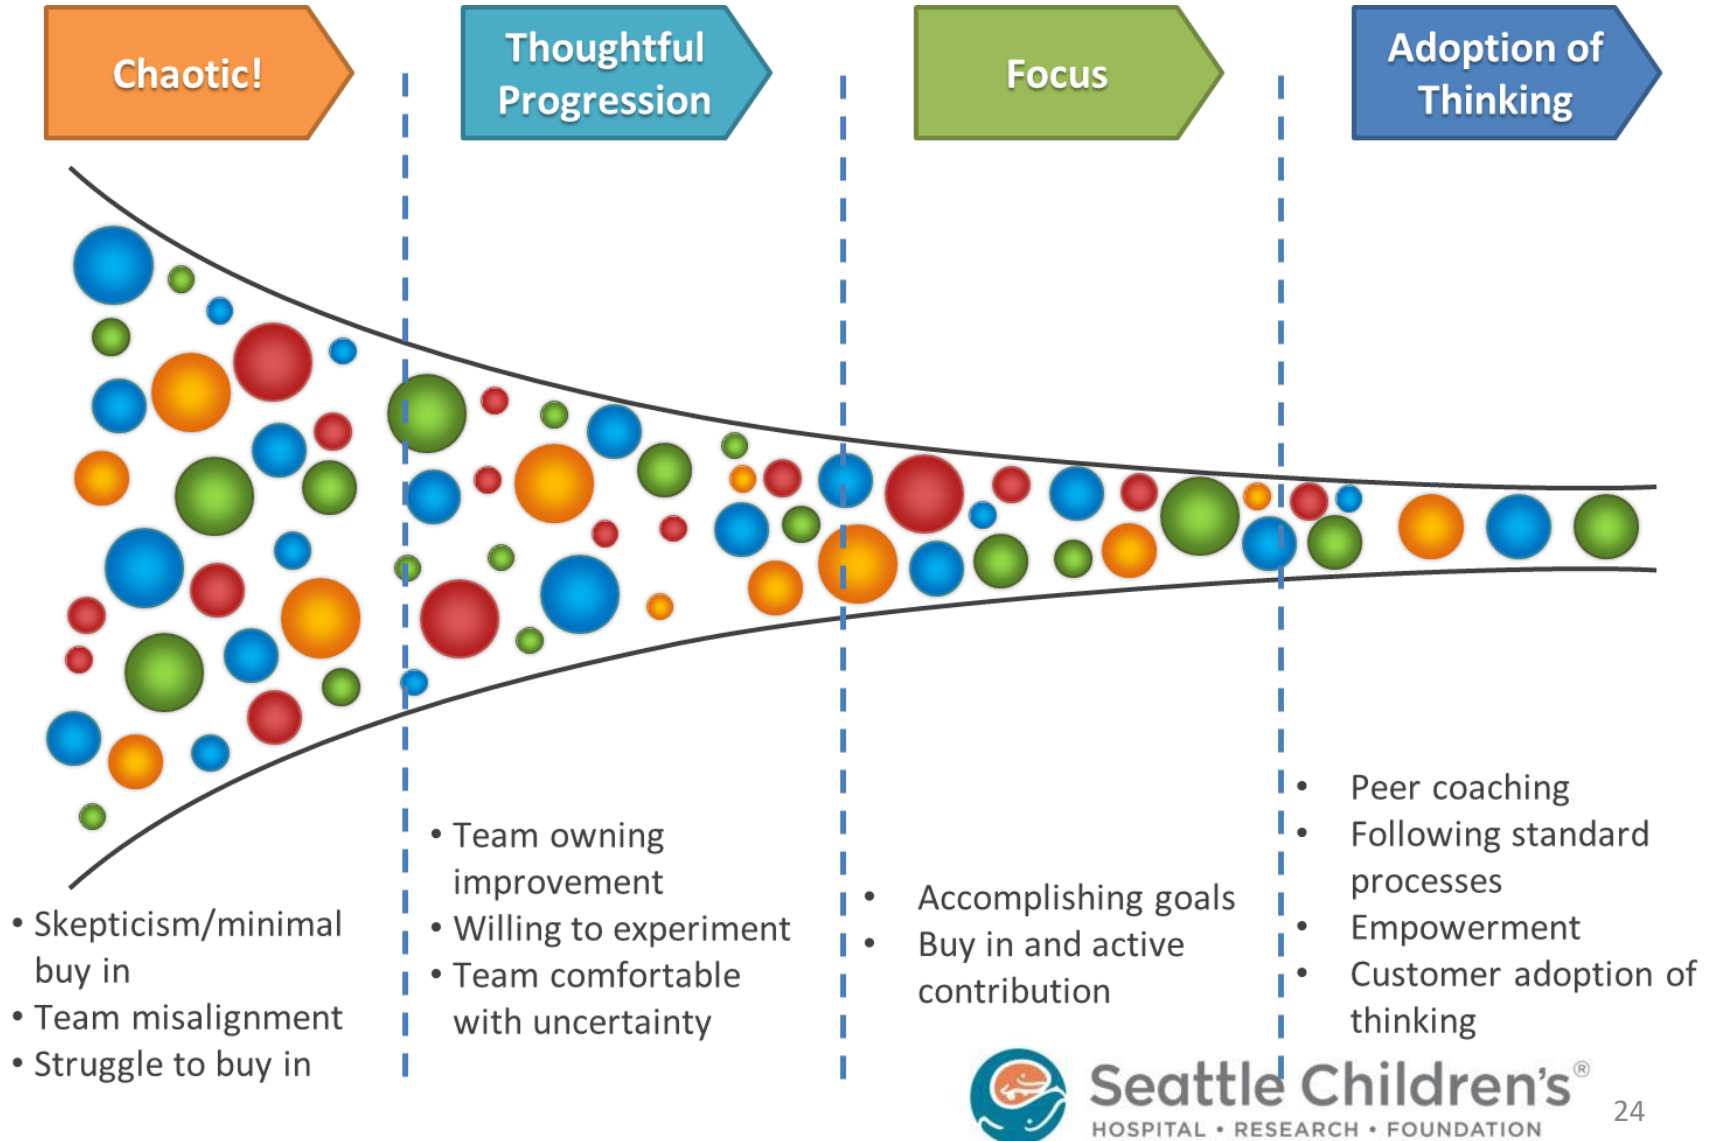 Chaotic!
Thoughtful
Progression
Focus
Adoption of
Thinking
• Skepticism/minimal
buy in
• Team misalignment
• Struggle to buy in
• Team owning
improvement
• Willing to experiment
• Team comfortable
with uncertainty
• Accomplishing goals
• Buy in and active
contribution
• Peer coaching
• Following standard
processes
• Empowerment
• Customer adoption of
thinking
Seattle Children's®
HOSPITAL • RESEARCH • FOUNDATION
24